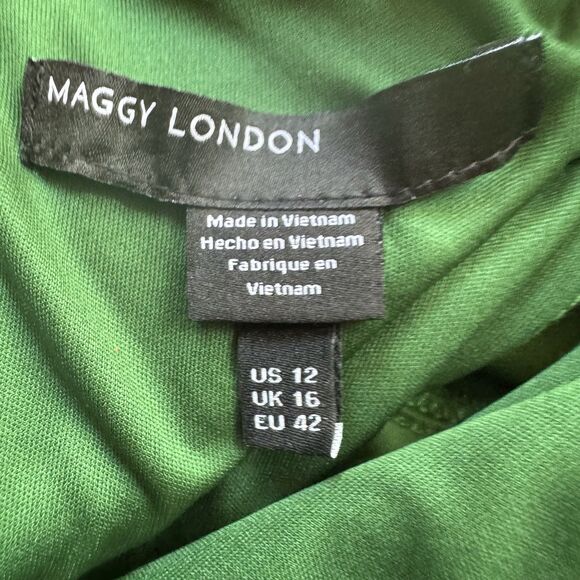 MAGGY LONDON
Made in Vietnam
Hecho en Vietnam
Fabrique en
Vietnam
US 12
UK 16
EU 42